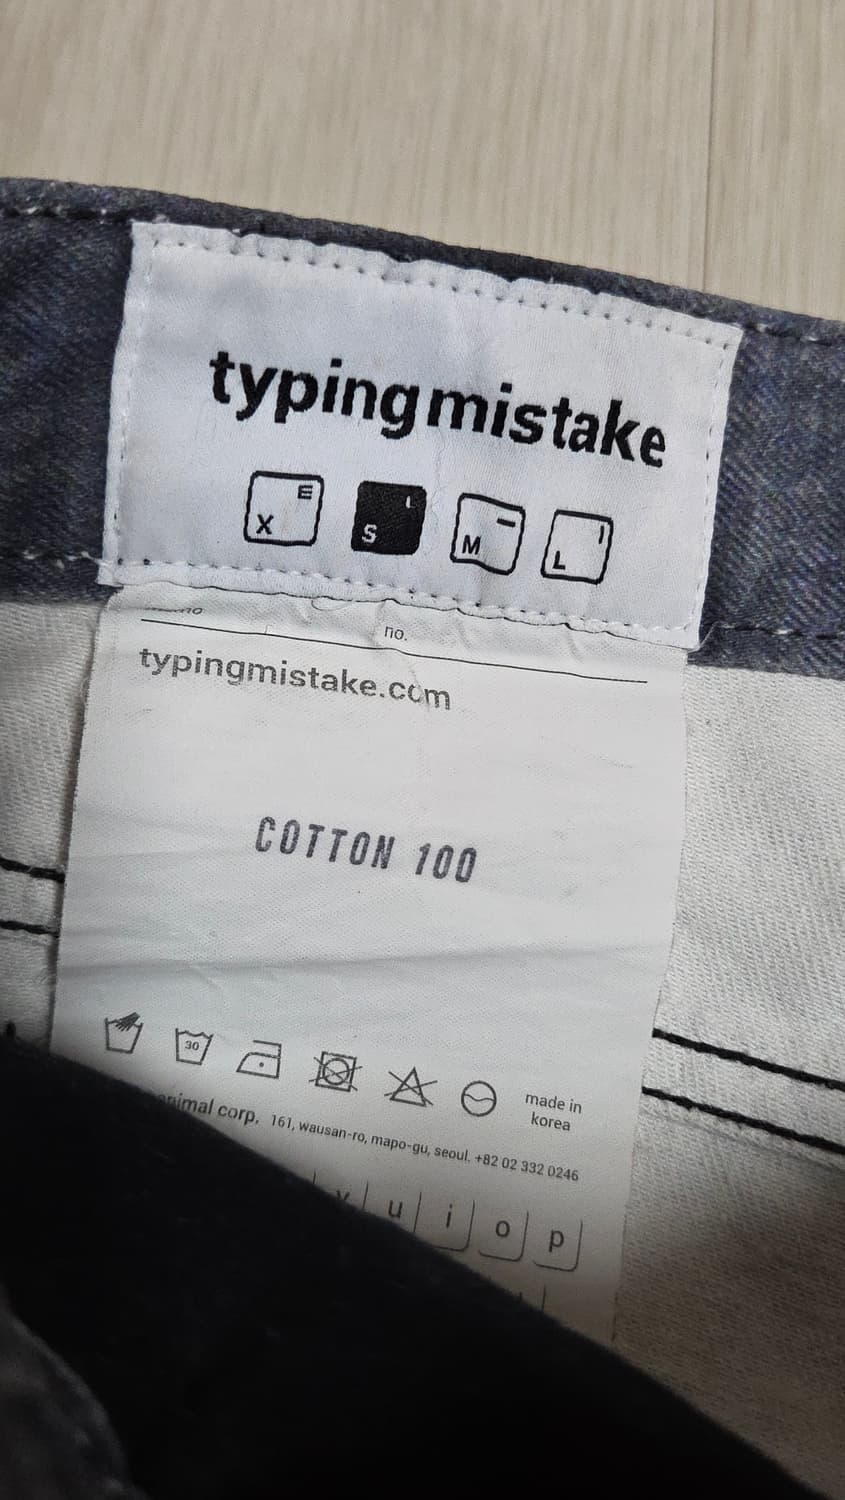 typingmistake
X ㅌ S ㄴ M ㅡ L ㅣ
no.
typingmistake.com
COTTON 100
30
made in
korea
animal corp, 161, wausan-ro, mapo-gu, seoul. +82 02 332 0246
y u i o p